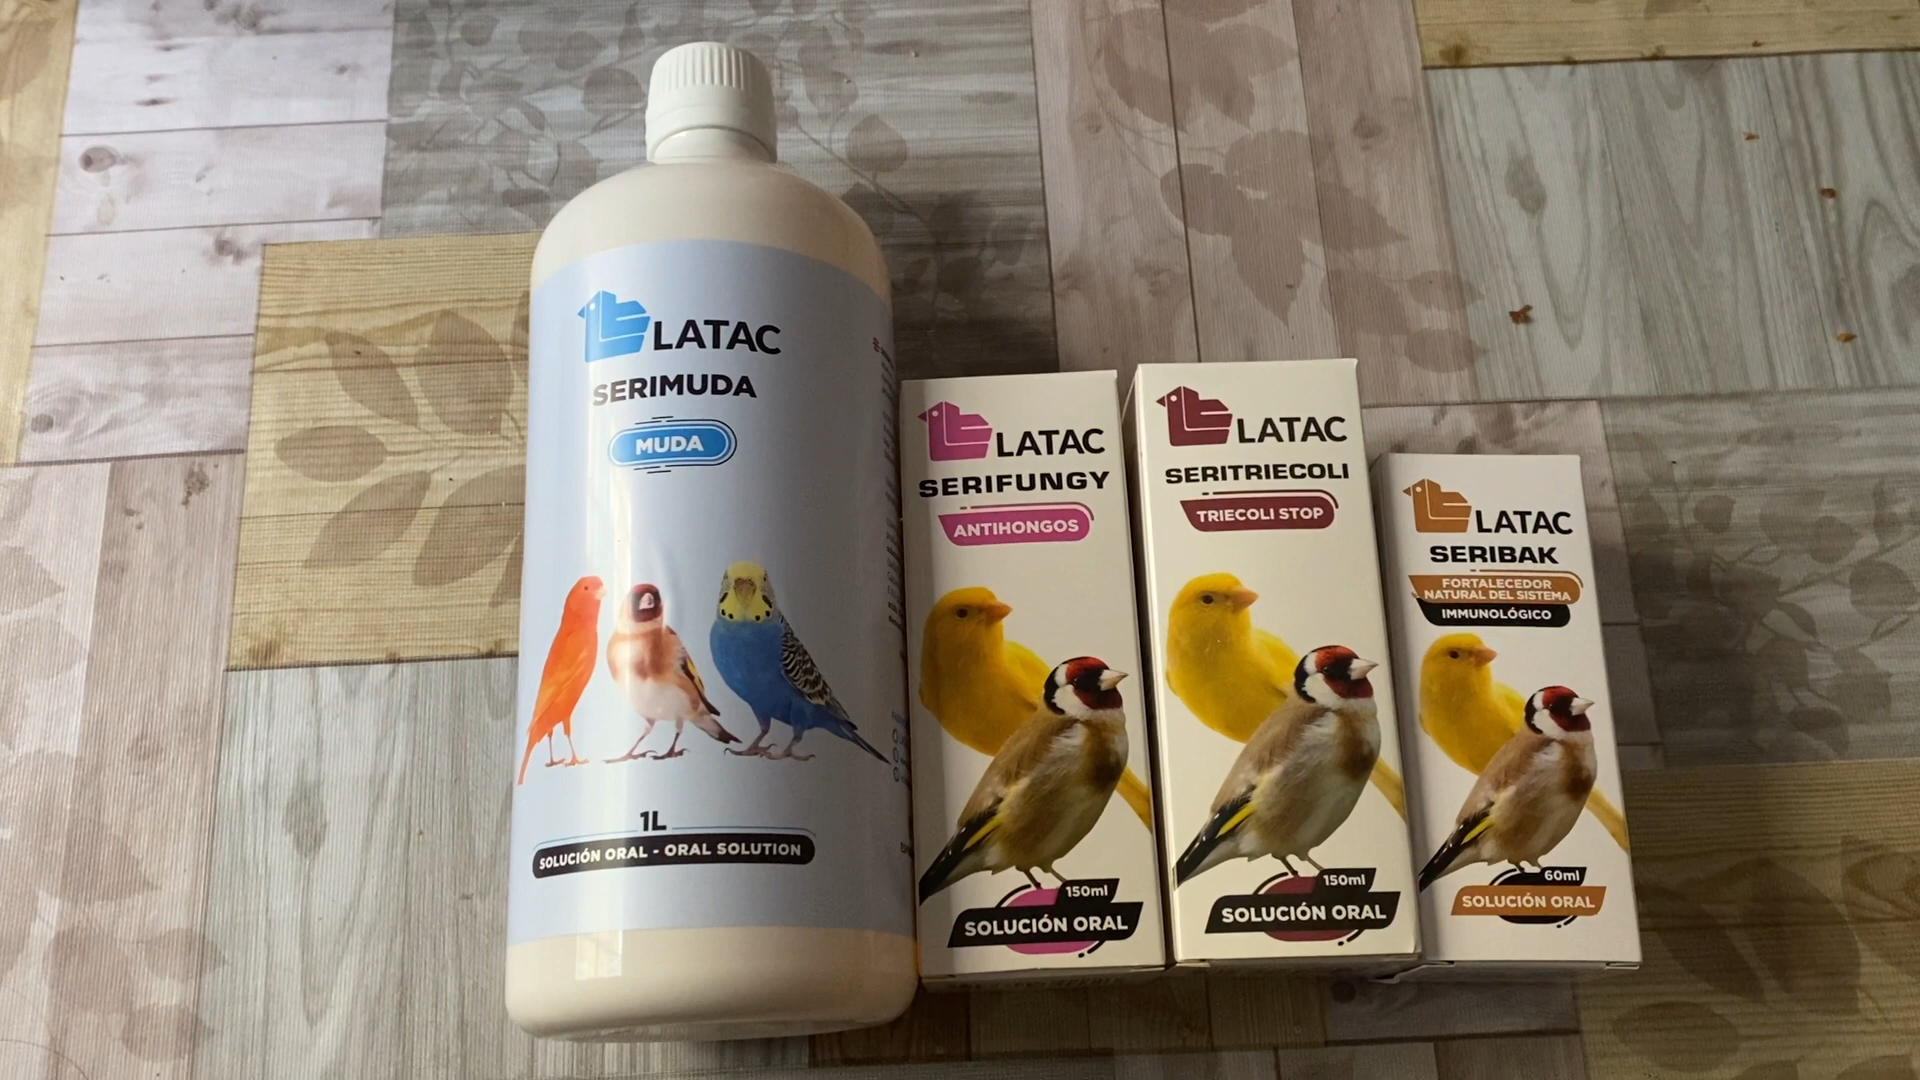 LATAC
SERIMUDA
MUDA
1L
SOLUCIÓN ORAL - ORAL SOLUTION
LATAC
SERIFUNGY
ANTIHONGOS
150ml
SOLUCIÓN ORAL
LATAC
SERITRIECOLI
TRIECOLI STOP
150ml
SOLUCIÓN ORAL
LATAC
SERIBAK
FORTALECEDOR
NATURAL DEL SISTEMA
IMMUNOLÓGICO
60ml
SOLUCIÓN ORAL